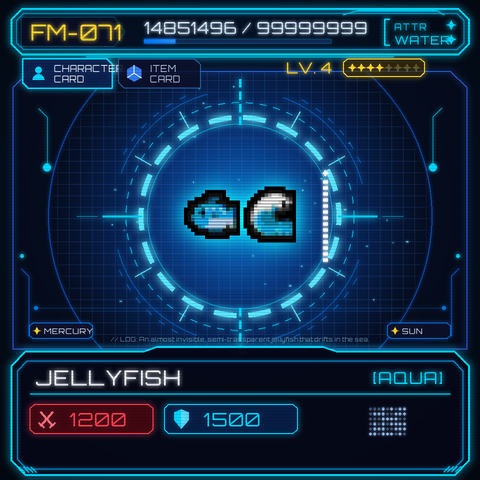 FM-071
14851496 / 99999999
ATTR
WATER
CHARACTER
CARD
ITEM
CARD
LV. 4
MERCURY
SUN
// LOG: An almost invisible, semi-transparent jellyfish that drifts in the sea.
JELLYFISH
[AQUA]
1200
1500